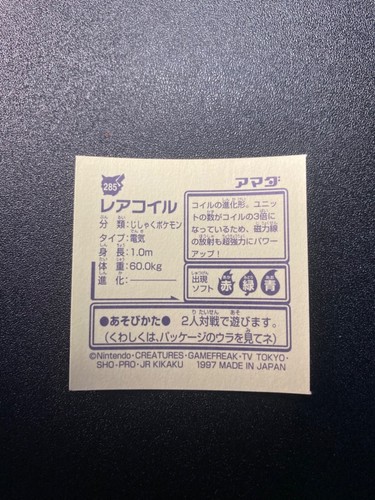 285
アマダ
レアコイル
分類:じしゃくポケモン
タイプ:電気
身長:1.0m
体重:60.0kg
進化:――
コイルの進化形。ユニッ
トの数がコイルの3倍に
なっているため、磁力線
の放射も超強力にパワー
アップ!
出現
ソフト
赤 緑 青
●あそびかた● 2人対戦で遊びます。
(くわしくは、パッケージのウラを見てネ)
©Nintendo・CREATURES・GAMEFREAK・TV TOKYO・
SHO-PRO・JR KIKAKU 1997 MADE IN JAPAN